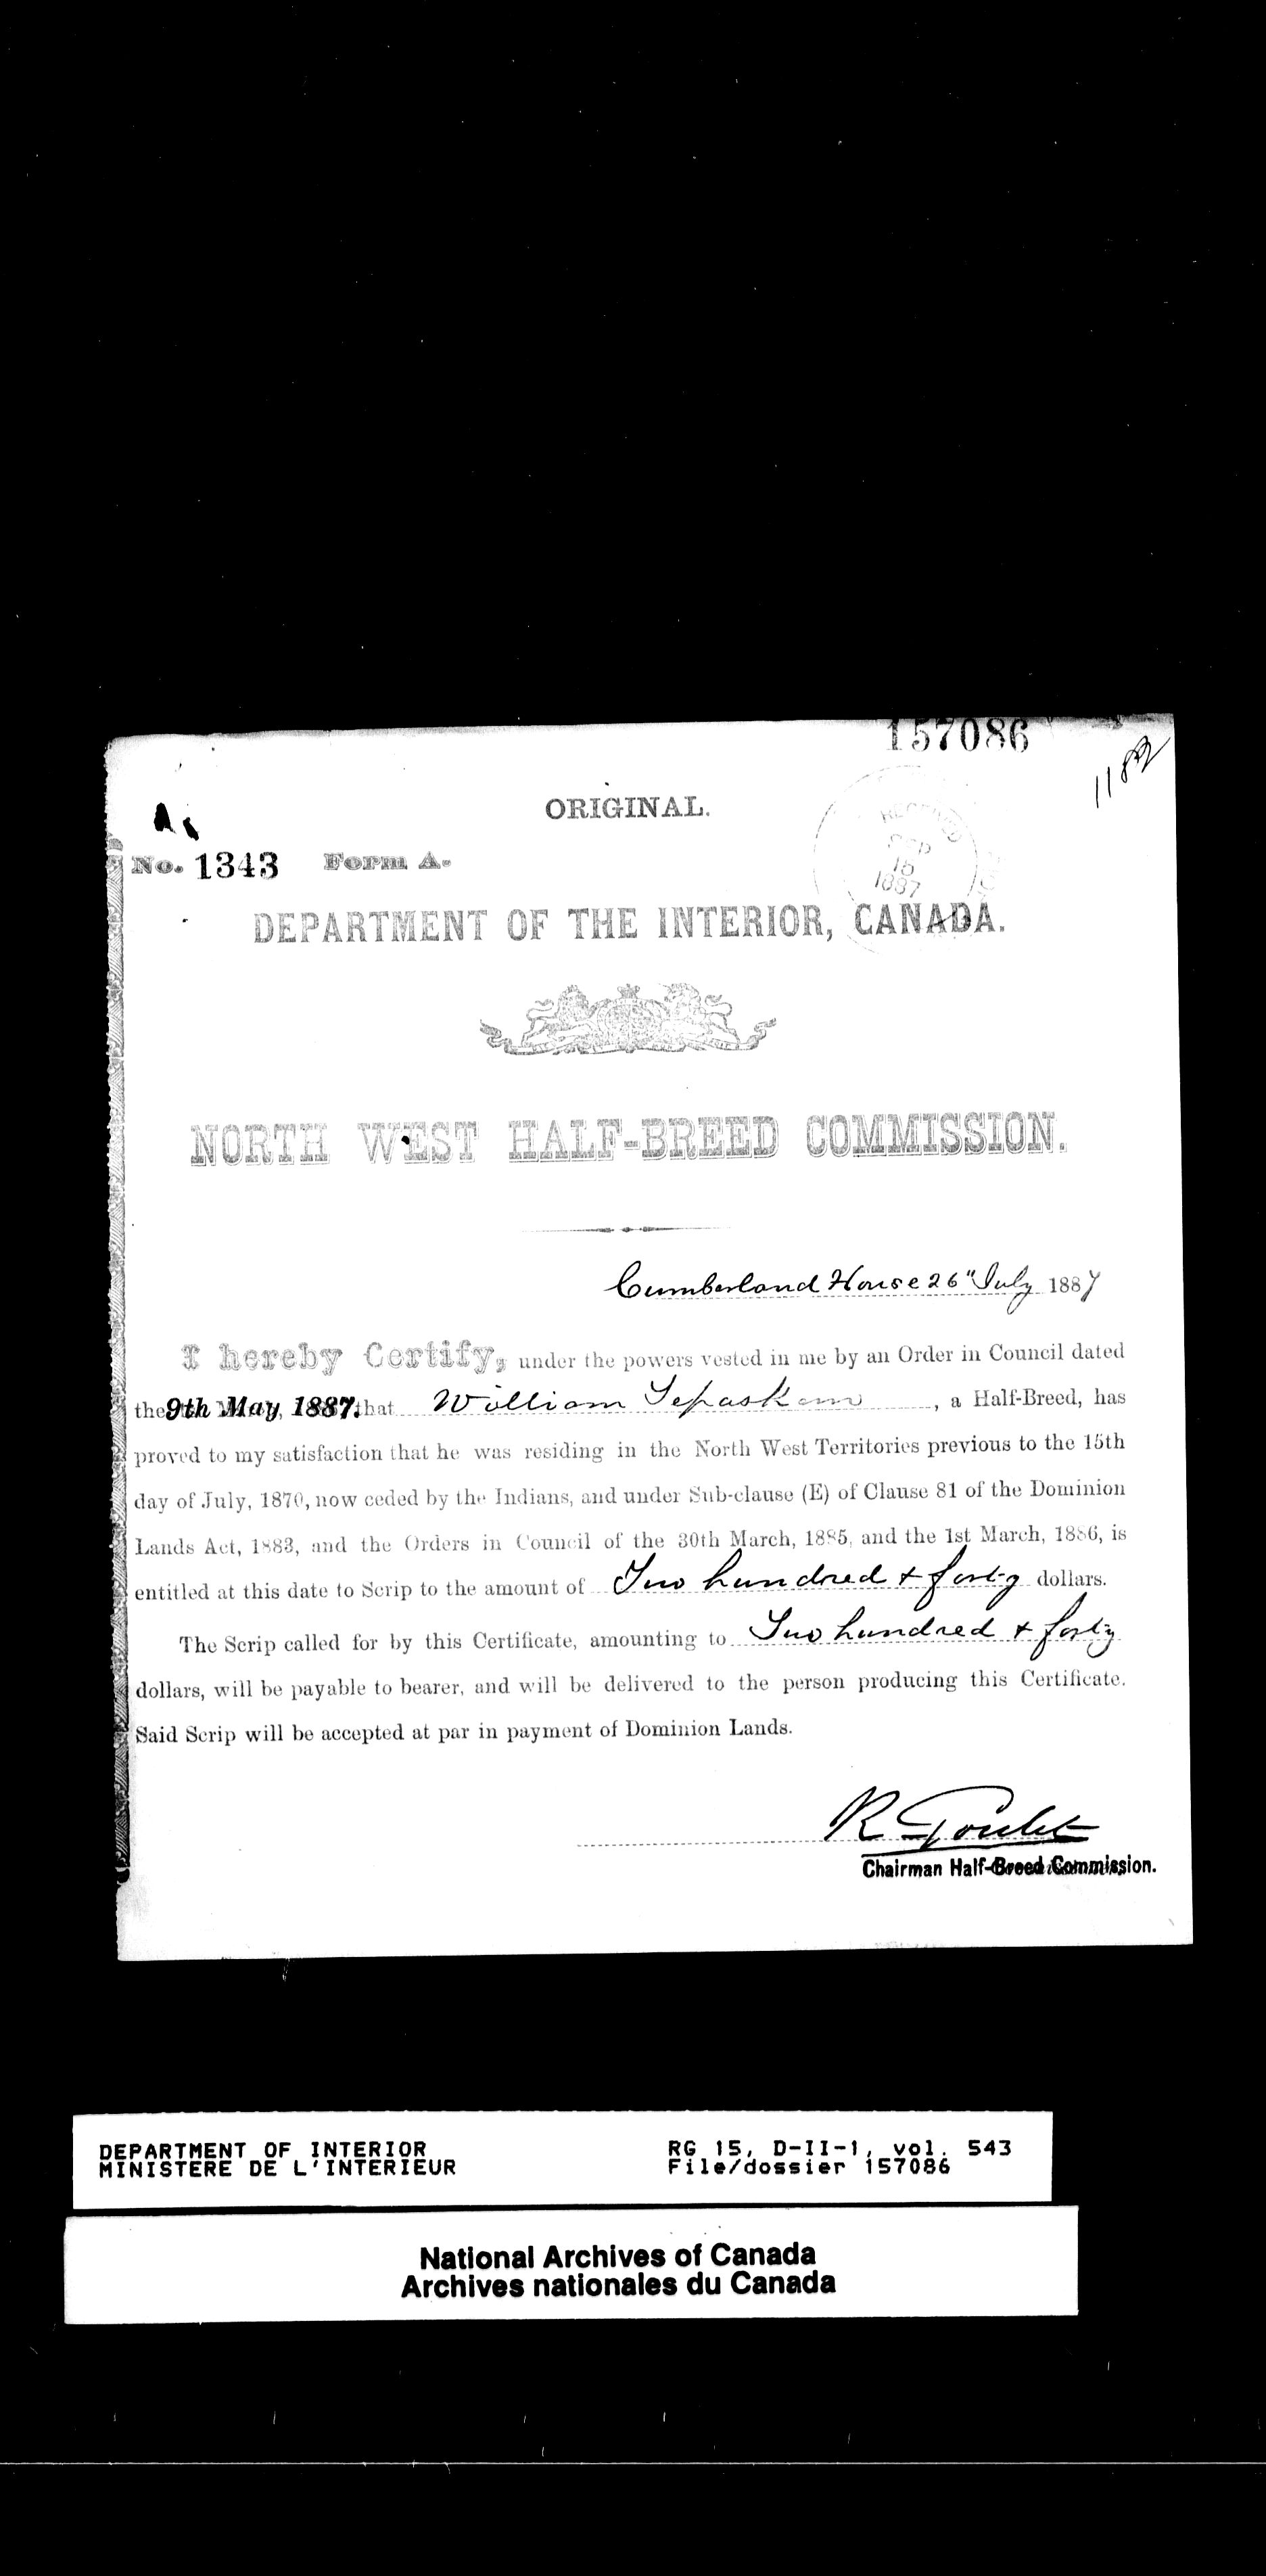 157086
1182
ORIGINAL.
RECEIVED
SEP
18
1887
No. 1343 Form A.
DEPARTMENT OF THE INTERIOR, CANADA.
NORTH WEST HALF-BREED COMMISSION.
Cumberland House 26" July 1887
I hereby Certify, under the powers vested in me by an Order in Council dated
the 9th May 1887. that William Sepaskam, a Half-Breed, has
proved to my satisfaction that he was residing in the North West Territories previous to the 15th
day of July, 1870, now ceded by the Indians, and under Sub-clause (E) of Clause 81 of the Dominion
Lands Act, 1883, and the Orders in Council of the 30th March, 1885, and the 1st March, 1886, is
entitled at this date to Scrip to the amount of Two hundred + forty dollars.
The Scrip called for by this Certificate, amounting to Two hundred + forty
dollars, will be payable to bearer, and will be delivered to the person producing this Certificate.
Said Scrip will be accepted at par in payment of Dominion Lands.
R Goulet
Chairman Half-Breed Commission.
DEPARTMENT OF INTERIOR RG 15, D-II-1, vol. 543
MINISTERE DE L'INTERIEUR File/dossier 157086
National Archives of Canada
Archives nationales du Canada